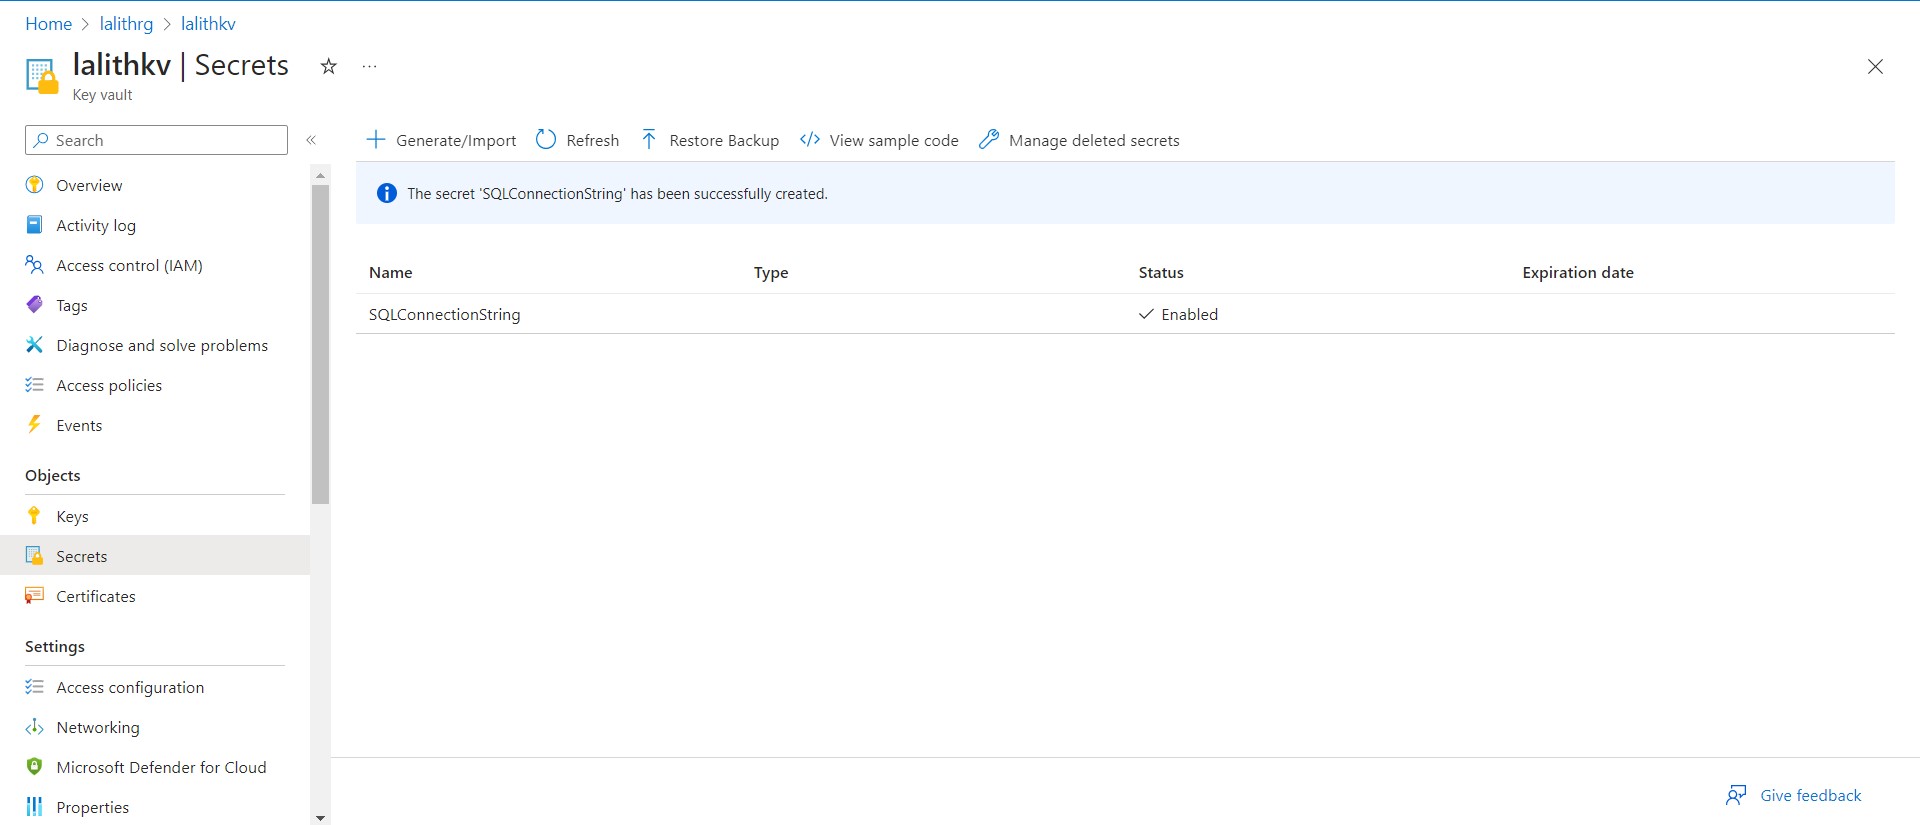 Home > lalithrg > lalithkv
lalithkv | Secrets
Key vault
Search
Overview
Activity log
Access control (IAM)
Tags
Diagnose and solve problems
Access policies
Events
Objects
Keys
Secrets
Certificates
Settings
Access configuration
Networking
Microsoft Defender for Cloud
Properties
Generate/Import Refresh Restore Backup View sample code Manage deleted secrets
The secret 'SQLConnectionString' has been successfully created.
Name Type Status Expiration date
SQLConnectionString Enabled
Give feedback